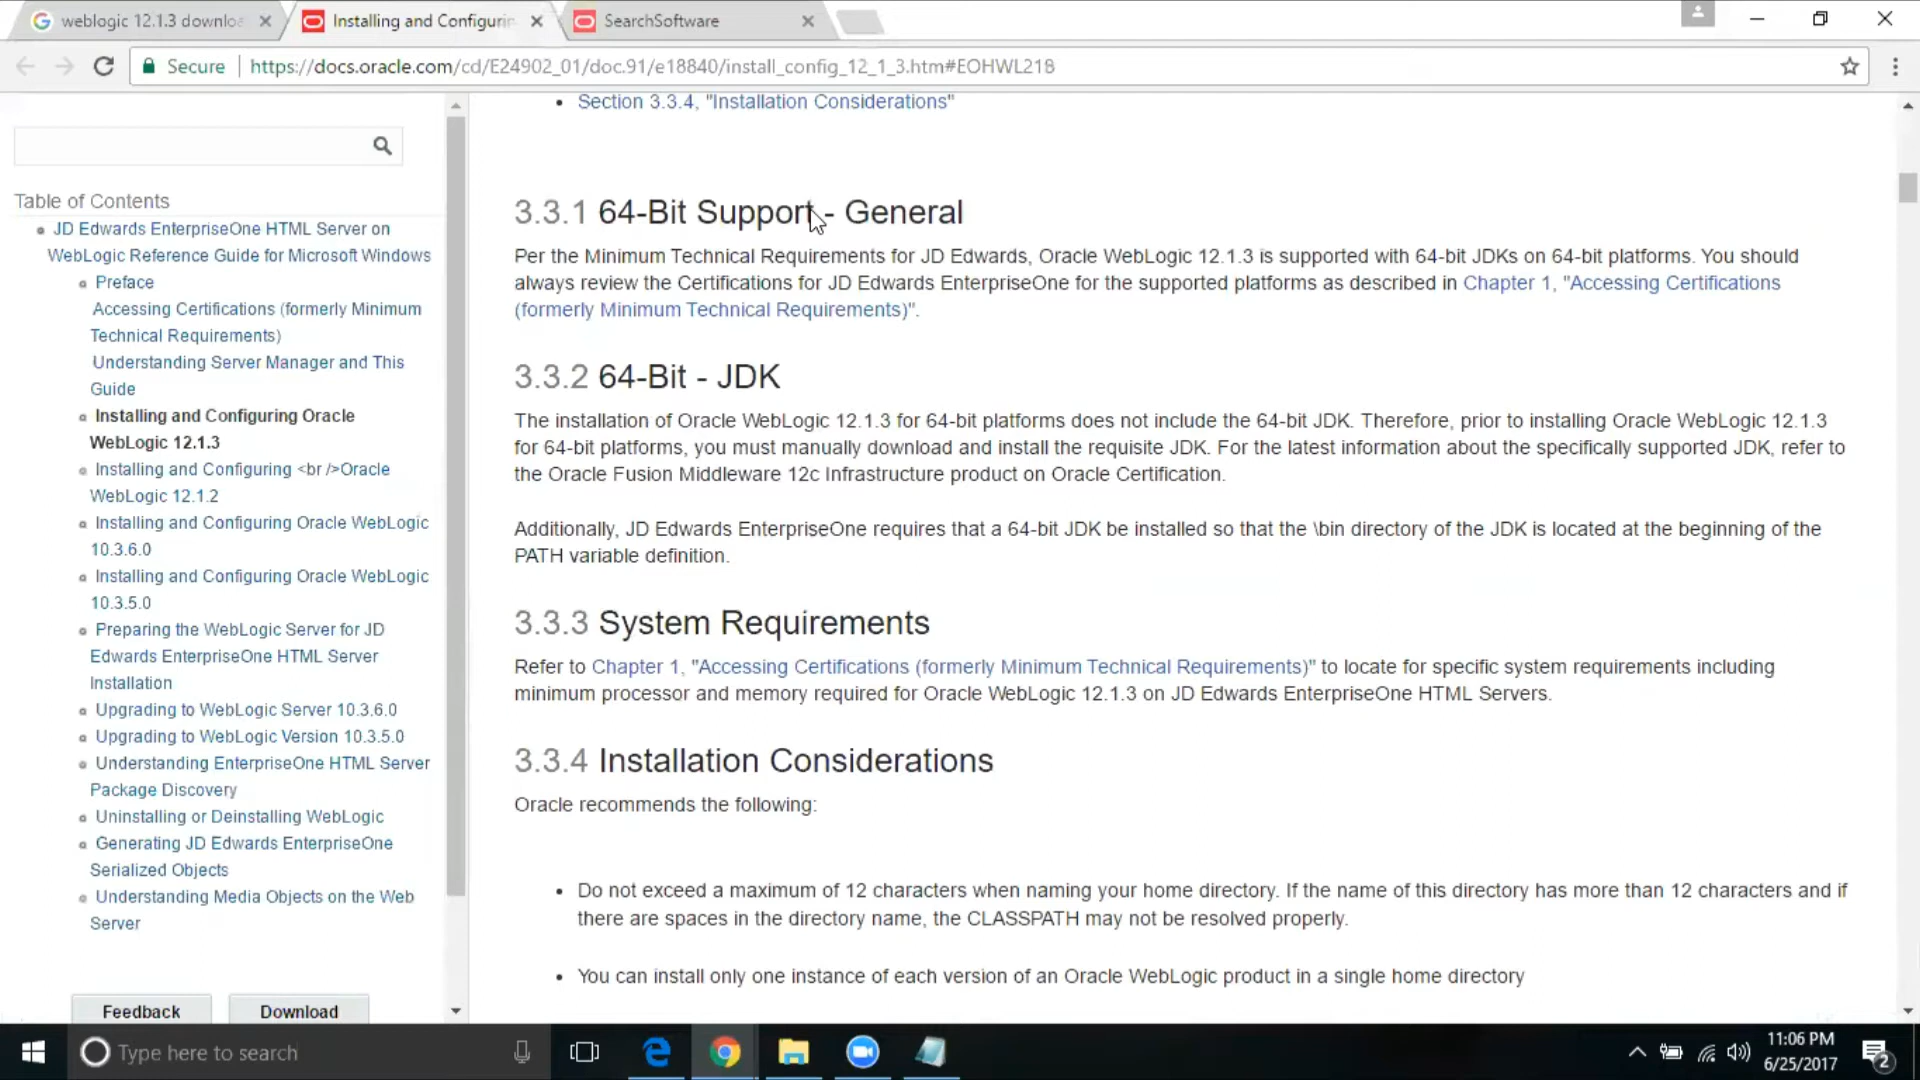 weblogic 12.1.3 downloa
Installing and Configurin
SearchSoftware
Secure
https://docs.oracle.com/cd/E24902_01/doc.91/e18840/install_config_12_1_3.htm#EOHWL218
Table of Contents
JD Edwards EnterpriseOne HTML Server on
WebLogic Reference Guide for Microsoft Windows
Preface
Accessing Certifications (formerly Minimum
Technical Requirements)
Understanding Server Manager and This
Guide
Installing and Configuring Oracle
WebLogic 12.1.3
Installing and Configuring <br />Oracle
WebLogic 12.1.2
Installing and Configuring Oracle WebLogic
10.3.6.0
Installing and Configuring Oracle WebLogic
10.3.5.0
Preparing the WebLogic Server for JD
Edwards EnterpriseOne HTML Server
Installation
Upgrading to WebLogic Server 10.3.6.0
Upgrading to WebLogic Version 10.3.5.0
Understanding EnterpriseOne HTML Server
Package Discovery
Uninstalling or Deinstalling WebLogic
Generating JD Edwards EnterpriseOne
Serialized Objects
Understanding Media Objects on the Web
Server
Feedback
Download
• Section 3.3.4, "Installation Considerations"
3.3.1 64-Bit Support - General
Per the Minimum Technical Requirements for JD Edwards, Oracle WebLogic 12.1.3 is supported with 64-bit JDKs on 64-bit platforms. You should
always review the Certifications for JD Edwards EnterpriseOne for the supported platforms as described in Chapter 1, "Accessing Certifications
(formerly Minimum Technical Requirements)".
3.3.2 64-Bit - JDK
The installation of Oracle WebLogic 12.1.3 for 64-bit platforms does not include the 64-bit JDK. Therefore, prior to installing Oracle WebLogic 12.1.3
for 64-bit platforms, you must manually download and install the requisite JDK. For the latest information about the specifically supported JDK, refer to
the Oracle Fusion Middleware 12c Infrastructure product on Oracle Certification.
Additionally, JD Edwards EnterpriseOne requires that a 64-bit JDK be installed so that the \bin directory of the JDK is located at the beginning of the
PATH variable definition.
3.3.3 System Requirements
Refer to Chapter 1, "Accessing Certifications (formerly Minimum Technical Requirements)" to locate for specific system requirements including
minimum processor and memory required for Oracle WebLogic 12.1.3 on JD Edwards EnterpriseOne HTML Servers.
3.3.4 Installation Considerations
Oracle recommends the following:
• Do not exceed a maximum of 12 characters when naming your home directory. If the name of this directory has more than 12 characters and if
there are spaces in the directory name, the CLASSPATH may not be resolved properly.
• You can install only one instance of each version of an Oracle WebLogic product in a single home directory
Type here to search
11:06 PM
6/25/2017
2